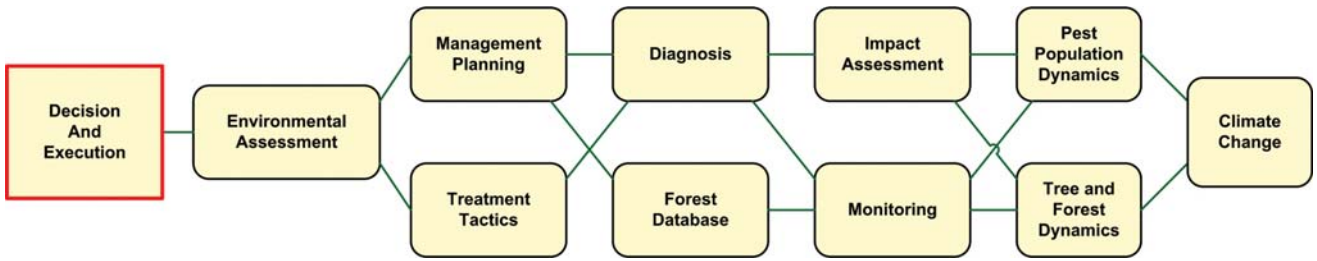 Decision
And
Execution
Environmental
Assessment
Management
Planning
Treatment
Tactics
Diagnosis
Forest
Database
Impact
Assessment
Monitoring
Pest
Population
Dynamics
Tree and
Forest
Dynamics
Climate
Change